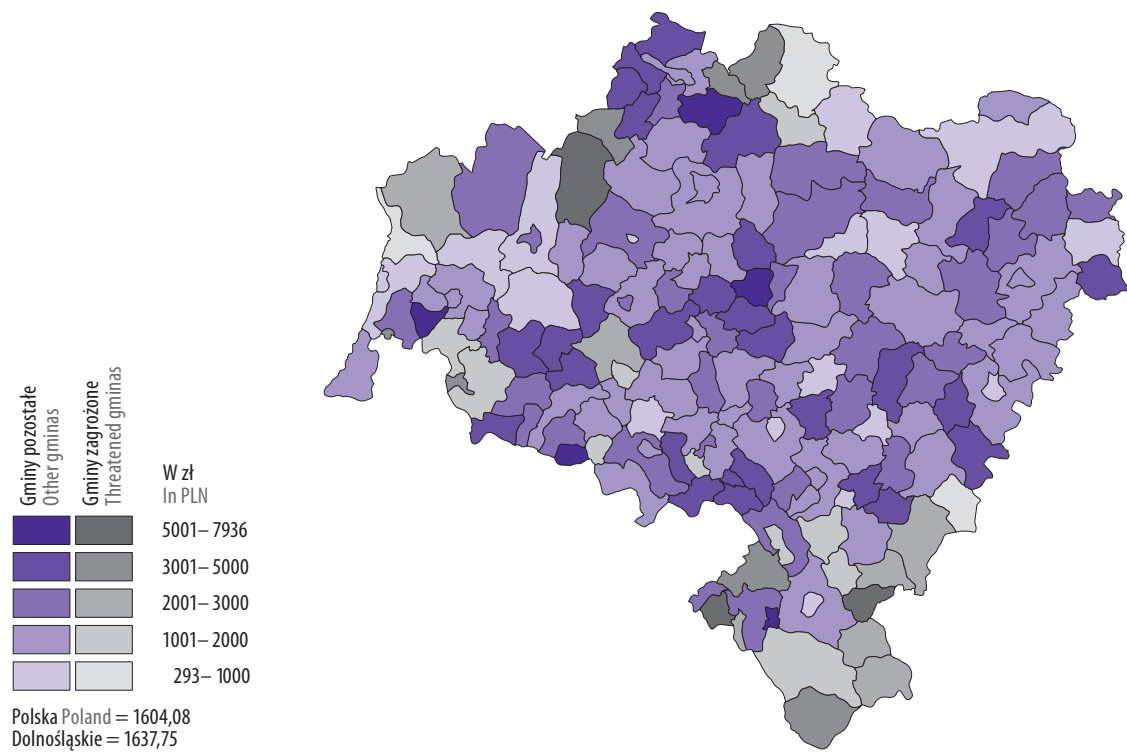 Gminy pozostałe
Other gminas
Gminy zagrożone
Threatened gminas
W zł
In PLN
5001– 7936
3001– 5000
2001– 3000
1001– 2000
293– 1000
Polska Poland = 1604,08
Dolnośląskie = 1637,75